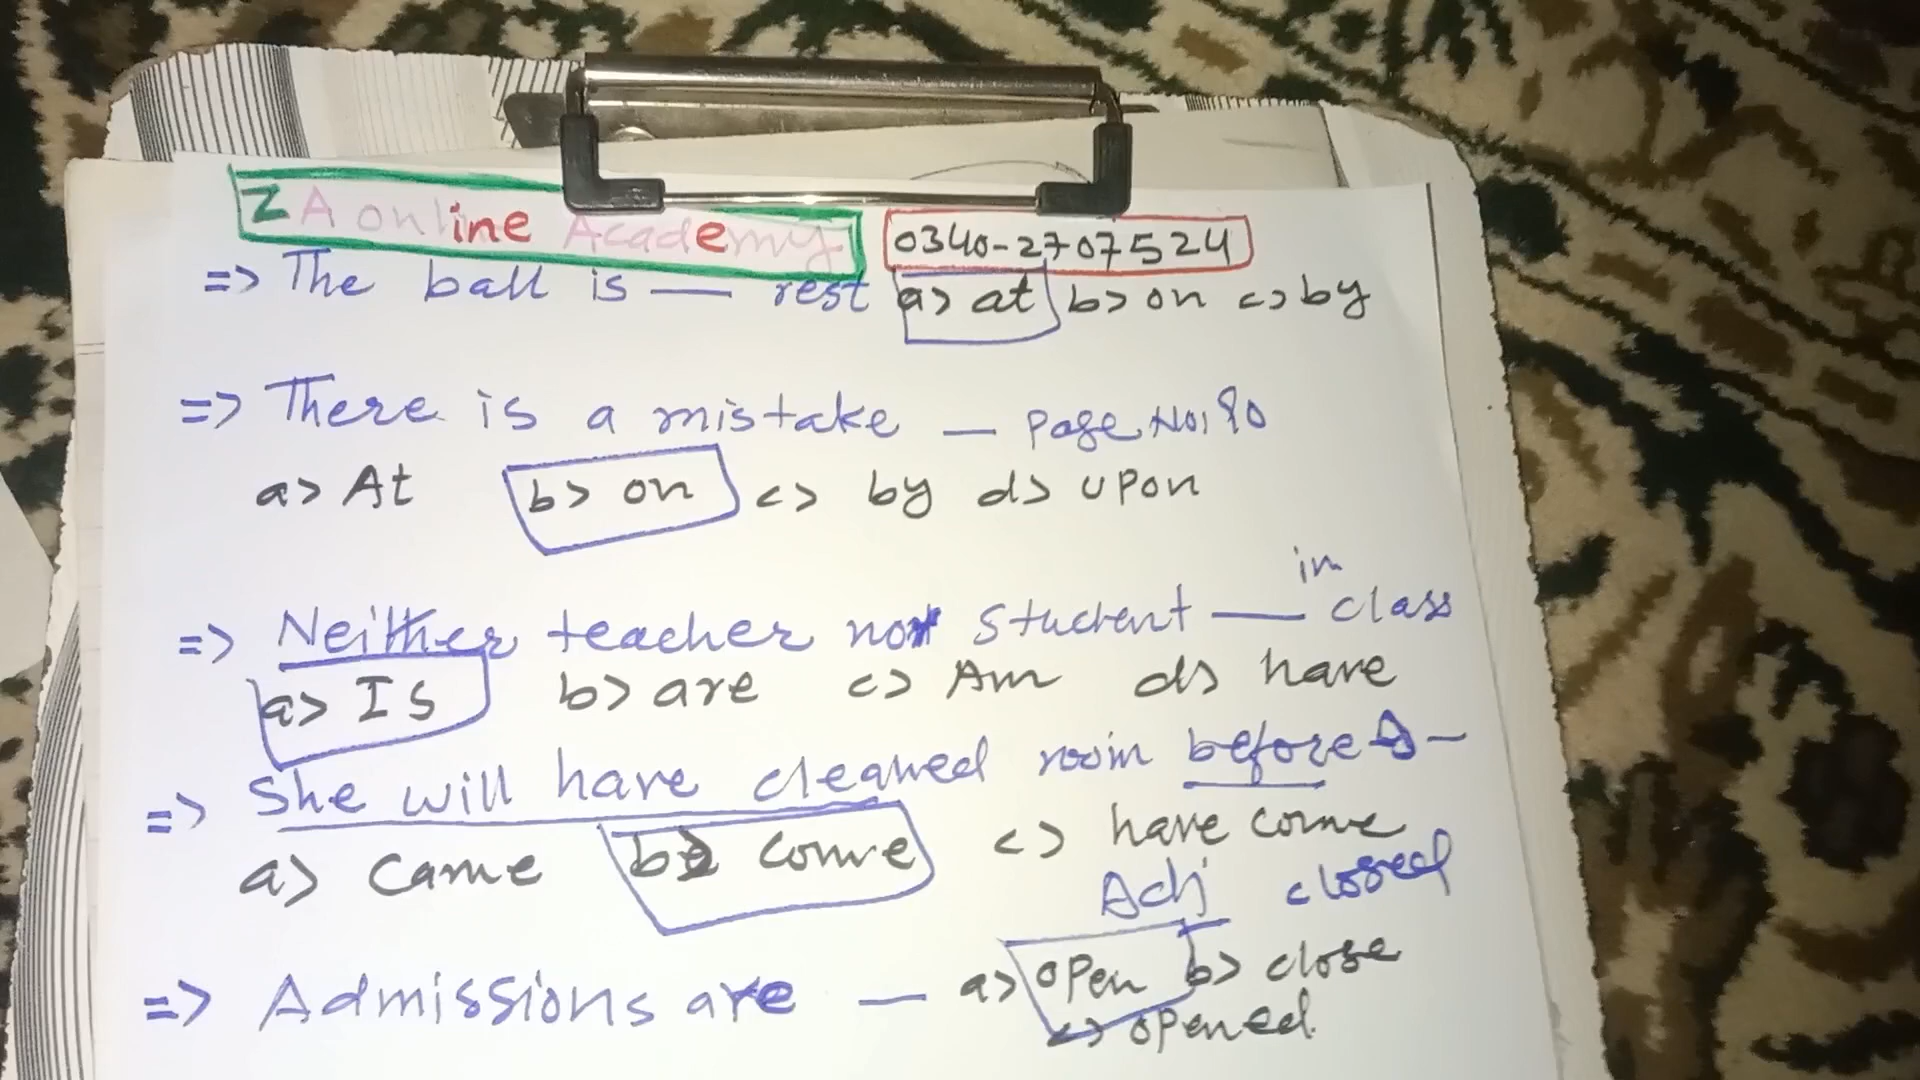 ZA online Academy 0340-2707524
=> The ball is — rest a> at b> on c> by
=> There is a mistake — Page No, 90
a> At b> on c> by d> upon
in
=> Neither teacher nor student — class
a> Is b> are c> Am d> have
=> She will have cleaned room before I —
a> came b> come c> have come
Adj closed
=> Admissions are — a> open b> close
c> opened